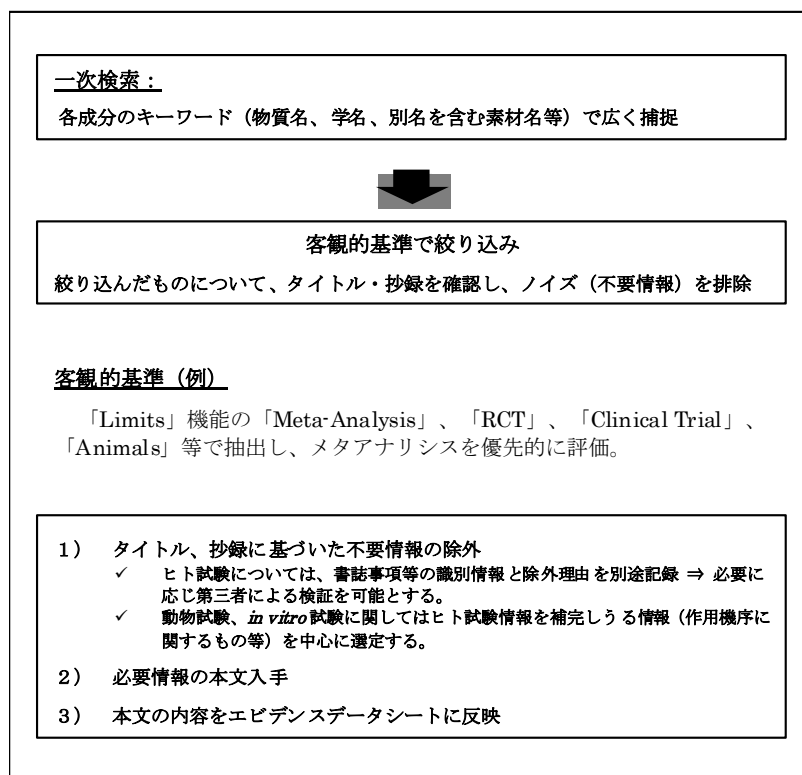 一次検索：
各成分のキーワード（物質名、学名、別名を含む素材名等）で広く捕捉
客観的基準で絞り込み
絞り込んだものについて、タイトル・抄録を確認し、ノイズ（不要情報）を排除
客観的基準（例）
「Limits」機能の「Meta-Analysis」、「RCT」、「Clinical Trial」、
「Animals」等で抽出し、メタアナリシスを優先的に評価。
１） タイトル、抄録に基づいた不要情報の除外
✓ ヒト試験については、書誌事項等の識別情報と除外理由を別途記録 ⇒ 必要に
応じ第三者による検証を可能とする。
✓ 動物試験、in vitro 試験に関してはヒト試験情報を補完しうる情報（作用機序に
関するもの等）を中心に選定する。
２） 必要情報の本文入手
３） 本文の内容をエビデンスデータシートに反映